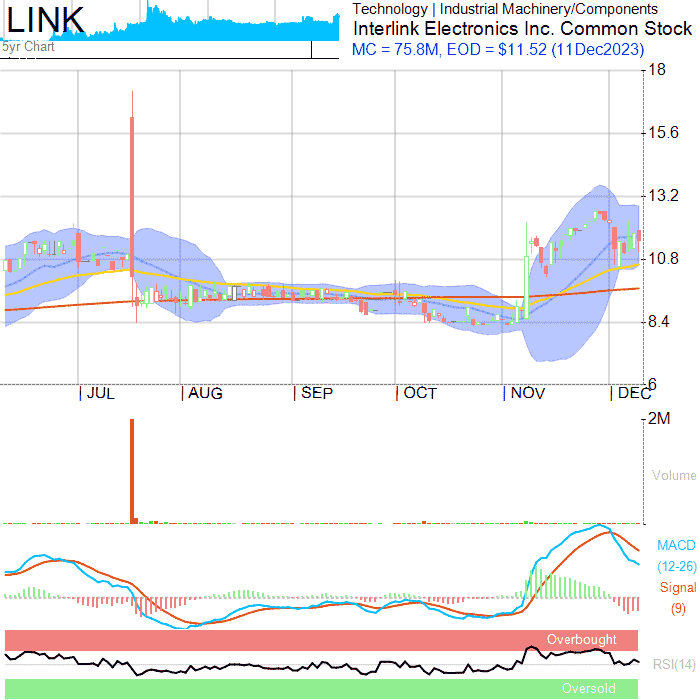 LINK
5yr Chart
Technology | Industrial Machinery/Components
Interlink Electronics Inc. Common Stock
MC = 75.8M, EOD = $11.52 (11Dec2023)
18
15.6
13.2
10.8
8.4
6
JUL
AUG
SEP
OCT
NOV
DEC
2M
Volume
MACD
(12-26)
Signal
(9)
Overbought
RSI(14)
Oversold